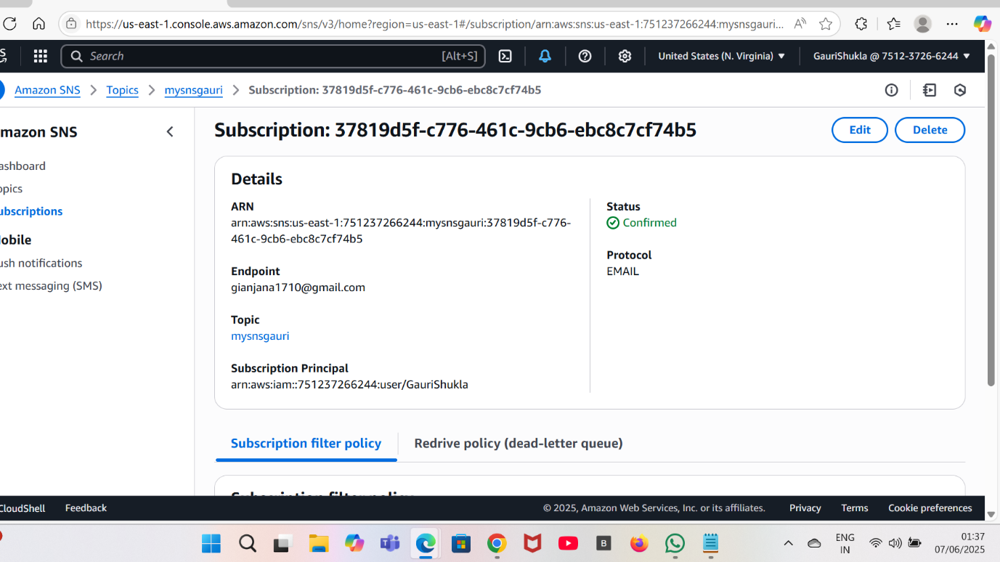 https://us-east-1.console.aws.amazon.com/sns/v3/home?region=us-east-1#/subscription/arn:aws:sns:us-east-1:751237266244:mysnsgauri...
Search [Alt+S]
United States (N. Virginia)
GauriShukla @ 7512-3726-6244
Amazon SNS
Topics
mysnsgauri
Subscription: 37819d5f-c776-461c-9cb6-ebc8c7cf74b5
mazon SNS
ashboard
opics
ubscriptions
obile
ush notifications
ext messaging (SMS)
Subscription: 37819d5f-c776-461c-9cb6-ebc8c7cf74b5
Edit
Delete
Details
ARN
arn:aws:sns:us-east-1:751237266244:mysnsgauri:37819d5f-c776-
461c-9cb6-ebc8c7cf74b5
Endpoint
gianjana1710@gmail.com
Topic
mysnsgauri
Subscription Principal
arn:aws:iam::751237266244:user/GauriShukla
Status
Confirmed
Protocol
EMAIL
Subscription filter policy
Redrive policy (dead-letter queue)
Subscription filter policy
CloudShell
Feedback
© 2025, Amazon Web Services, Inc. or its affiliates.
Privacy
Terms
Cookie preferences
B
ENG
IN
01:37
07/06/2025